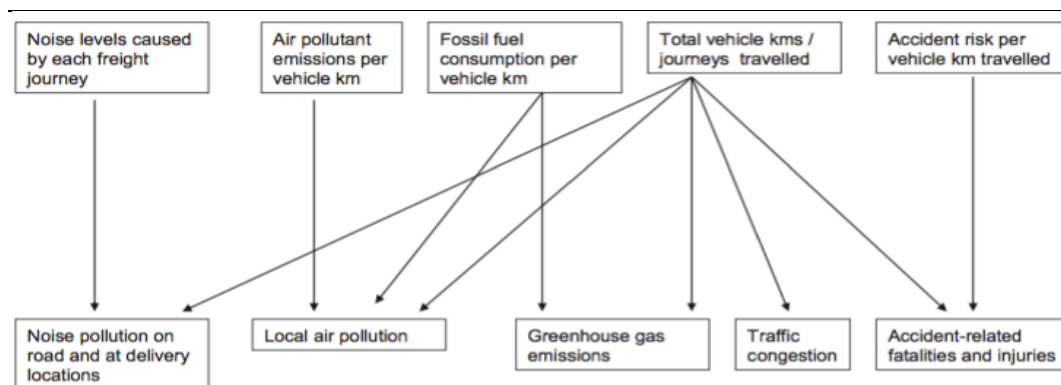 Noise levels caused
by each freight
journey
Air pollutant
emissions per
vehicle km
Fossil fuel
consumption per
vehicle km
Total vehicle kms /
journeys travelled
Accident risk per
vehicle km travelled
Noise pollution on
road and at delivery
locations
Local air pollution
Greenhouse gas
emissions
Traffic
congestion
Accident-related
fatalities and injuries